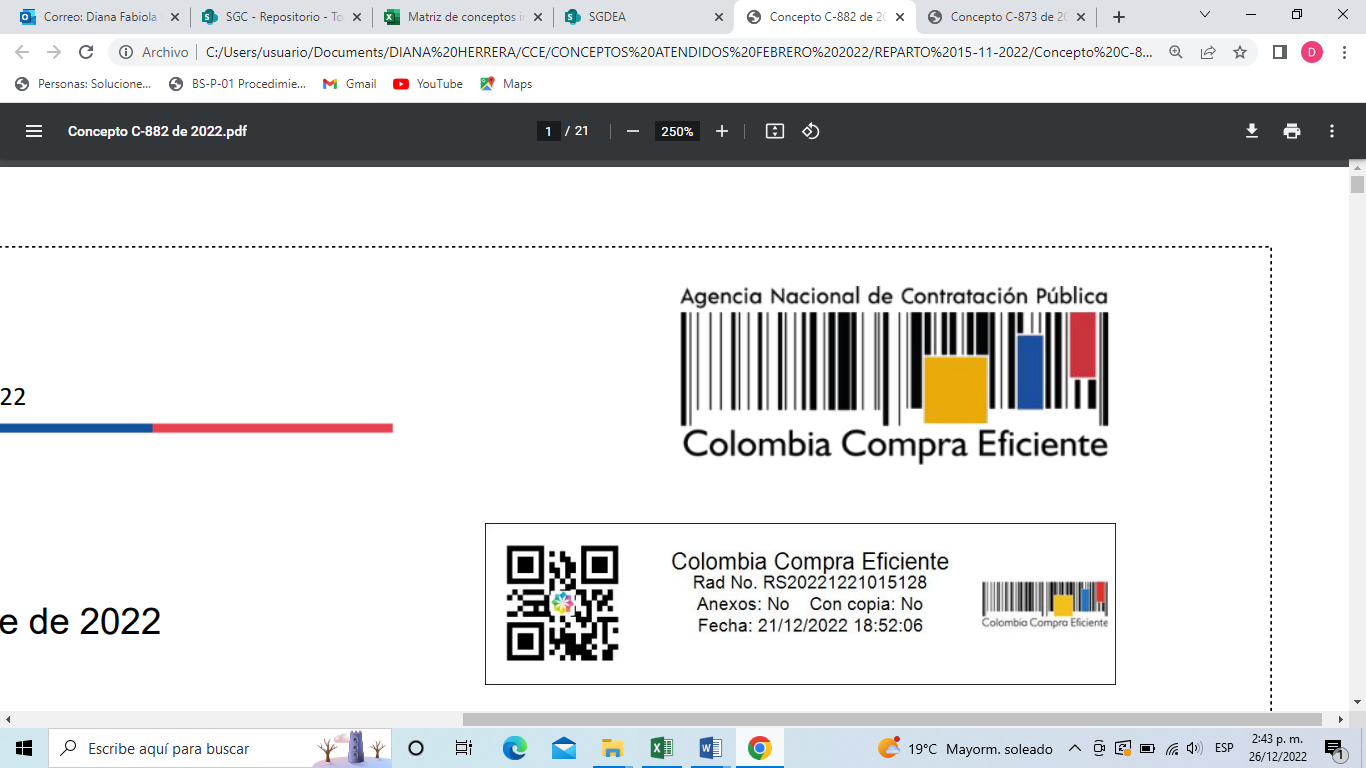 Correo: Diana Fabiola
SGC - Repositorio - To
Matriz de conceptos i
SGDEA
Concepto C-882 de 20
Concepto C-873 de 20
Archivo
C:/Users/usuario/Documents/DIANA%20HERRERA/CCE/CONCEPTOS%20ATENDIDOS%20FEBRERO%202022/REPARTO%2015-11-2022/Concepto%20C-8...
D
Personas: Solucione...
BS-P-01 Procedimie...
Gmail
YouTube
Maps
Concepto C-882 de 2022.pdf
1 / 21
250%
Agencia Nacional de Contratación Pública
22
Colombia Compra Eficiente
Colombia Compra Eficiente
Rad No. RS20221221015128
Anexos: No Con copia: No
Fecha: 21/12/2022 18:52:06
Colombia Compra Eficiente
e de 2022
Escribe aquí para buscar
19°C Mayorm. soleado
ESP
2:43 p. m.
26/12/2022
1